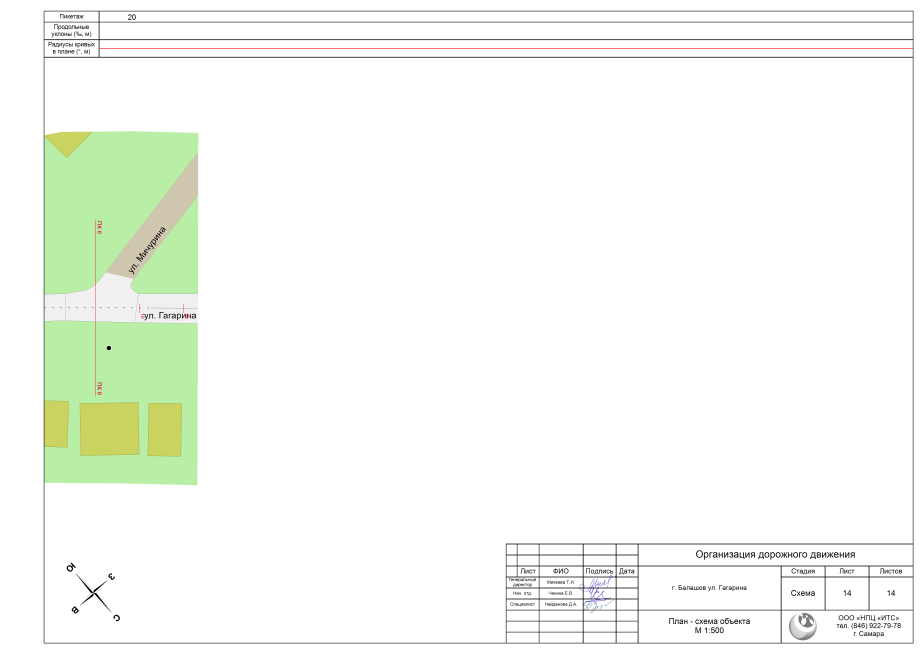 Пикетаж 20
Продольные
уклоны (‰, м)
Радиусы кривых
в плане (°, м)
ПК 0
ул. Мичурина
ул. Гагарина
ПК 0
Ю
З
В
С
Организация дорожного движения
Лист ФИО Подпись Дата
Генеральный
директор
Нач. отд.
Специалист Найденова Д.А.
г. Балашов ул. Гагарина
Стадия Лист Листов
Схема 14 14
План - схема объекта
М 1:500
ООО «НПЦ «ИТС»
тел. (846) 922-79-78
г. Самара